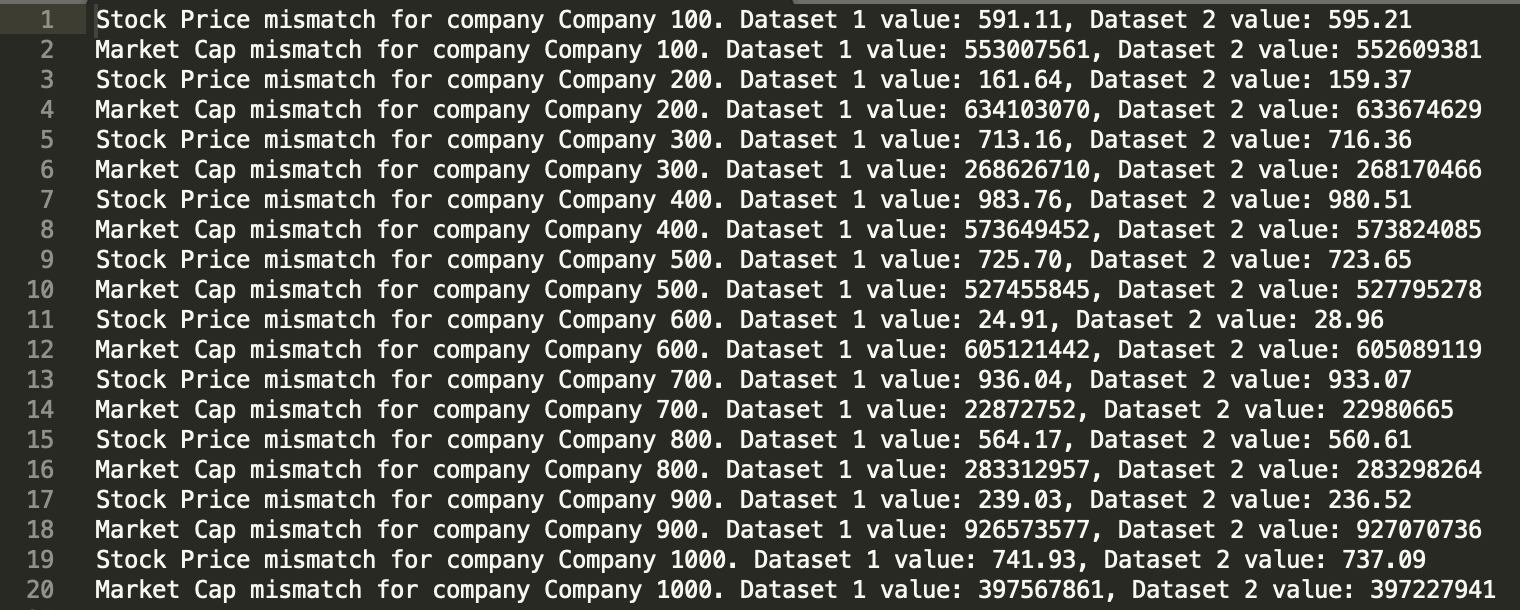 1 Stock Price mismatch for company Company 100. Dataset 1 value: 591.11, Dataset 2 value: 595.21
2 Market Cap mismatch for company Company 100. Dataset 1 value: 553007561, Dataset 2 value: 552609381
3 Stock Price mismatch for company Company 200. Dataset 1 value: 161.64, Dataset 2 value: 159.37
4 Market Cap mismatch for company Company 200. Dataset 1 value: 634103070, Dataset 2 value: 633674629
5 Stock Price mismatch for company Company 300. Dataset 1 value: 713.16, Dataset 2 value: 716.36
6 Market Cap mismatch for company Company 300. Dataset 1 value: 268626710, Dataset 2 value: 268170466
7 Stock Price mismatch for company Company 400. Dataset 1 value: 983.76, Dataset 2 value: 980.51
8 Market Cap mismatch for company Company 400. Dataset 1 value: 573649452, Dataset 2 value: 573824085
9 Stock Price mismatch for company Company 500. Dataset 1 value: 725.70, Dataset 2 value: 723.65
10 Market Cap mismatch for company Company 500. Dataset 1 value: 527455845, Dataset 2 value: 527795278
11 Stock Price mismatch for company Company 600. Dataset 1 value: 24.91, Dataset 2 value: 28.96
12 Market Cap mismatch for company Company 600. Dataset 1 value: 605121442, Dataset 2 value: 605089119
13 Stock Price mismatch for company Company 700. Dataset 1 value: 936.04, Dataset 2 value: 933.07
14 Market Cap mismatch for company Company 700. Dataset 1 value: 22872752, Dataset 2 value: 22980665
15 Stock Price mismatch for company Company 800. Dataset 1 value: 564.17, Dataset 2 value: 560.61
16 Market Cap mismatch for company Company 800. Dataset 1 value: 283312957, Dataset 2 value: 283298264
17 Stock Price mismatch for company Company 900. Dataset 1 value: 239.03, Dataset 2 value: 236.52
18 Market Cap mismatch for company Company 900. Dataset 1 value: 926573577, Dataset 2 value: 927070736
19 Stock Price mismatch for company Company 1000. Dataset 1 value: 741.93, Dataset 2 value: 737.09
20 Market Cap mismatch for company Company 1000. Dataset 1 value: 397567861, Dataset 2 value: 397227941